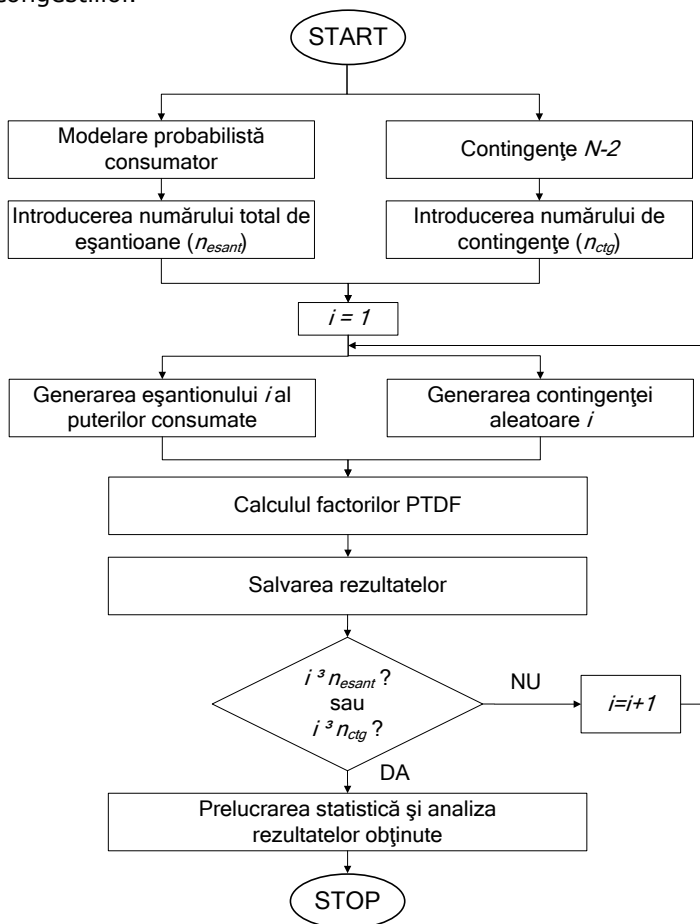 congestiilor.
START
Modelare probabilistă
consumator
Contingenţe N-2
Introducerea numărului total de
eşantioane (nesant)
Introducerea numărului de
contingenţe (nctg)
i = 1
Generarea eşantionului i al
puterilor consumate
Generarea contingenţei
aleatoare i
Calculul factorilor PTDF
Salvarea rezultatelor
i ³ nesant ?
sau
i ³ nctg ?
NU
i=i+1
DA
Prelucrarea statistică şi analiza
rezultatelor obţinute
STOP